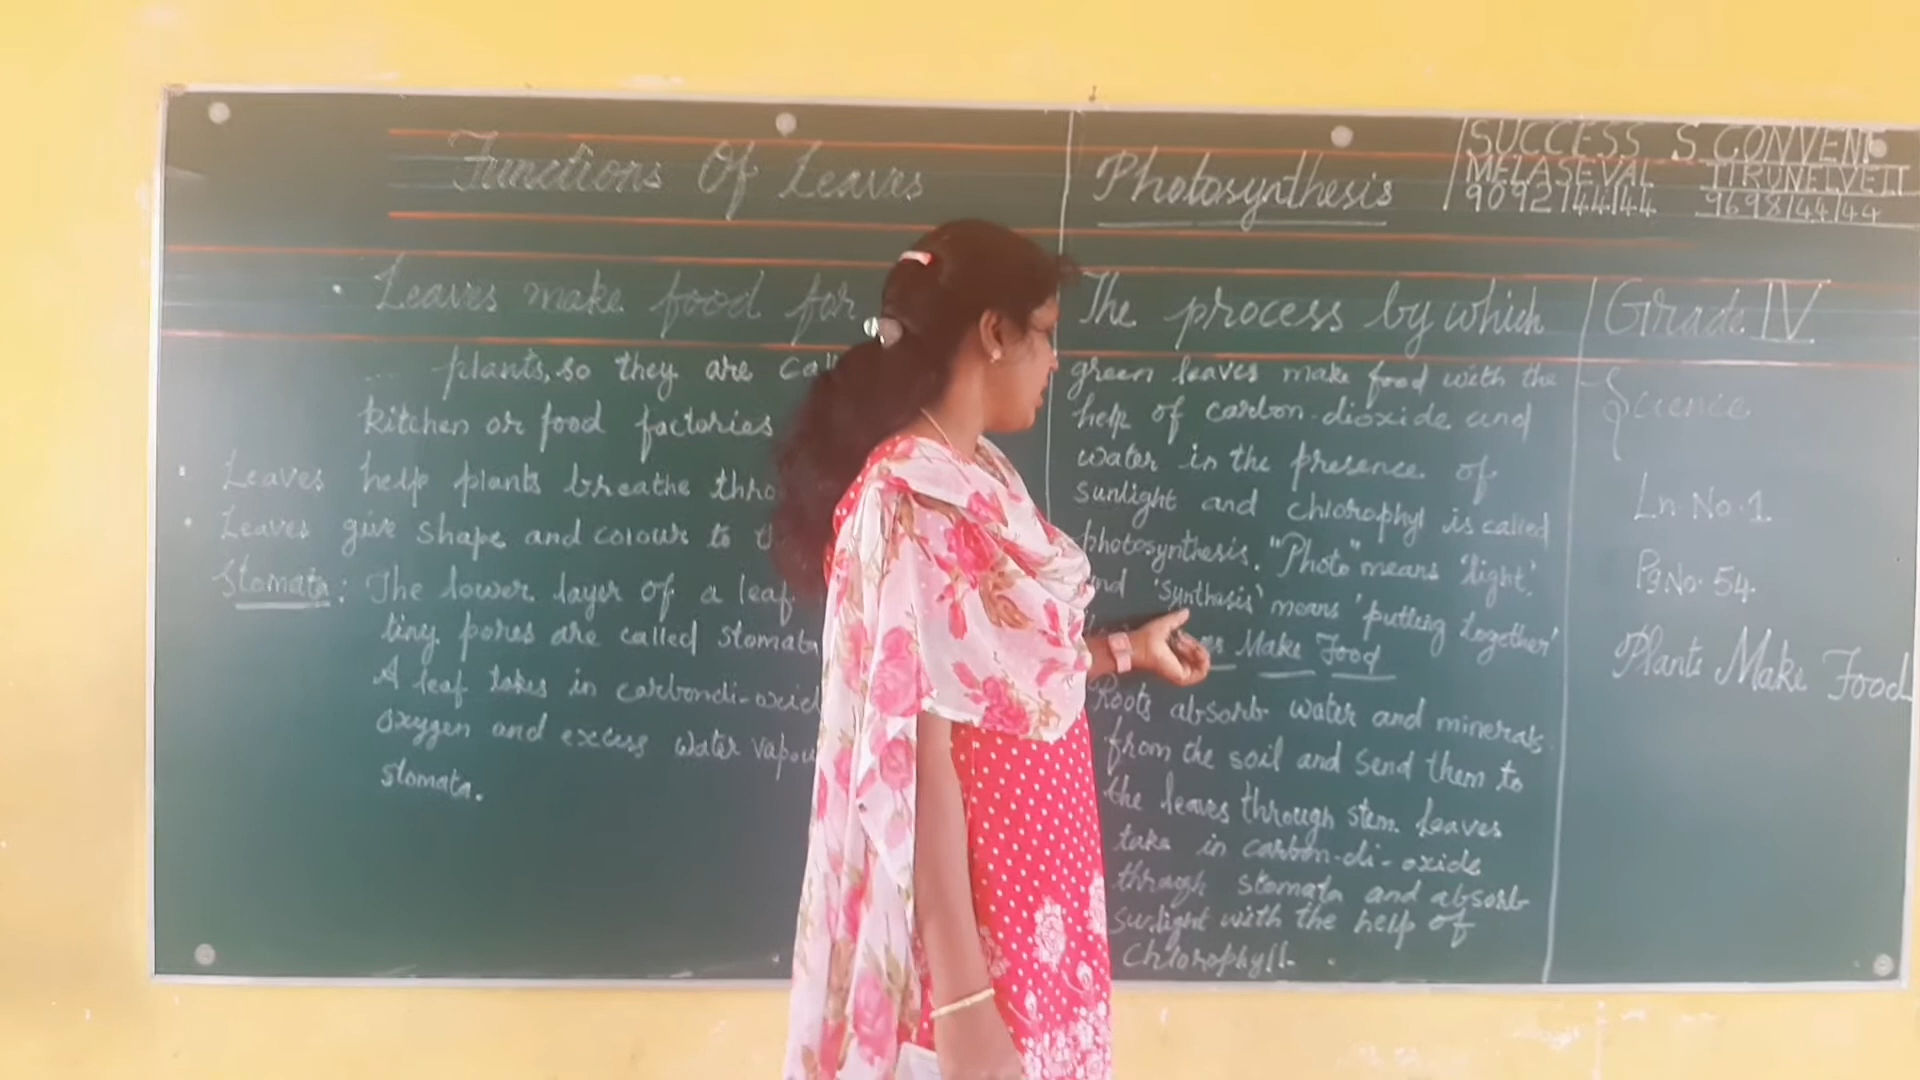 Functions Of Leaves
Leaves make food for
plants, so they are
kitchen or food factories
Leaves help plants breathe
Leaves give shape and colour to
Stomata: The lower layer of a leaf
tiny pores are called stomata
A leaf takes in
oxygen and excess water
stomata.
Photosynthesis
The process by which
green leaves make food with the
help of carbon-dioxide and
water in the presence of
sunlight and chlorophyl is called
photosynthesis. "Photo" means 'light'.
'Synthasis' means 'putting together'
Make Food
Roots absorb water and minerals
from the soil and send them to
the leaves through stem. Leaves
take in carbon-di-oxide
through stomata and absorb
sunlight with the help of
Chlorophyll.
SUCCESS S CONVENT
MELASEVAL TIRUNELVELI
9092144144 9698144144
Grade IV
Science
Ln. No. 1
Pg No. 54
Plants Make Food